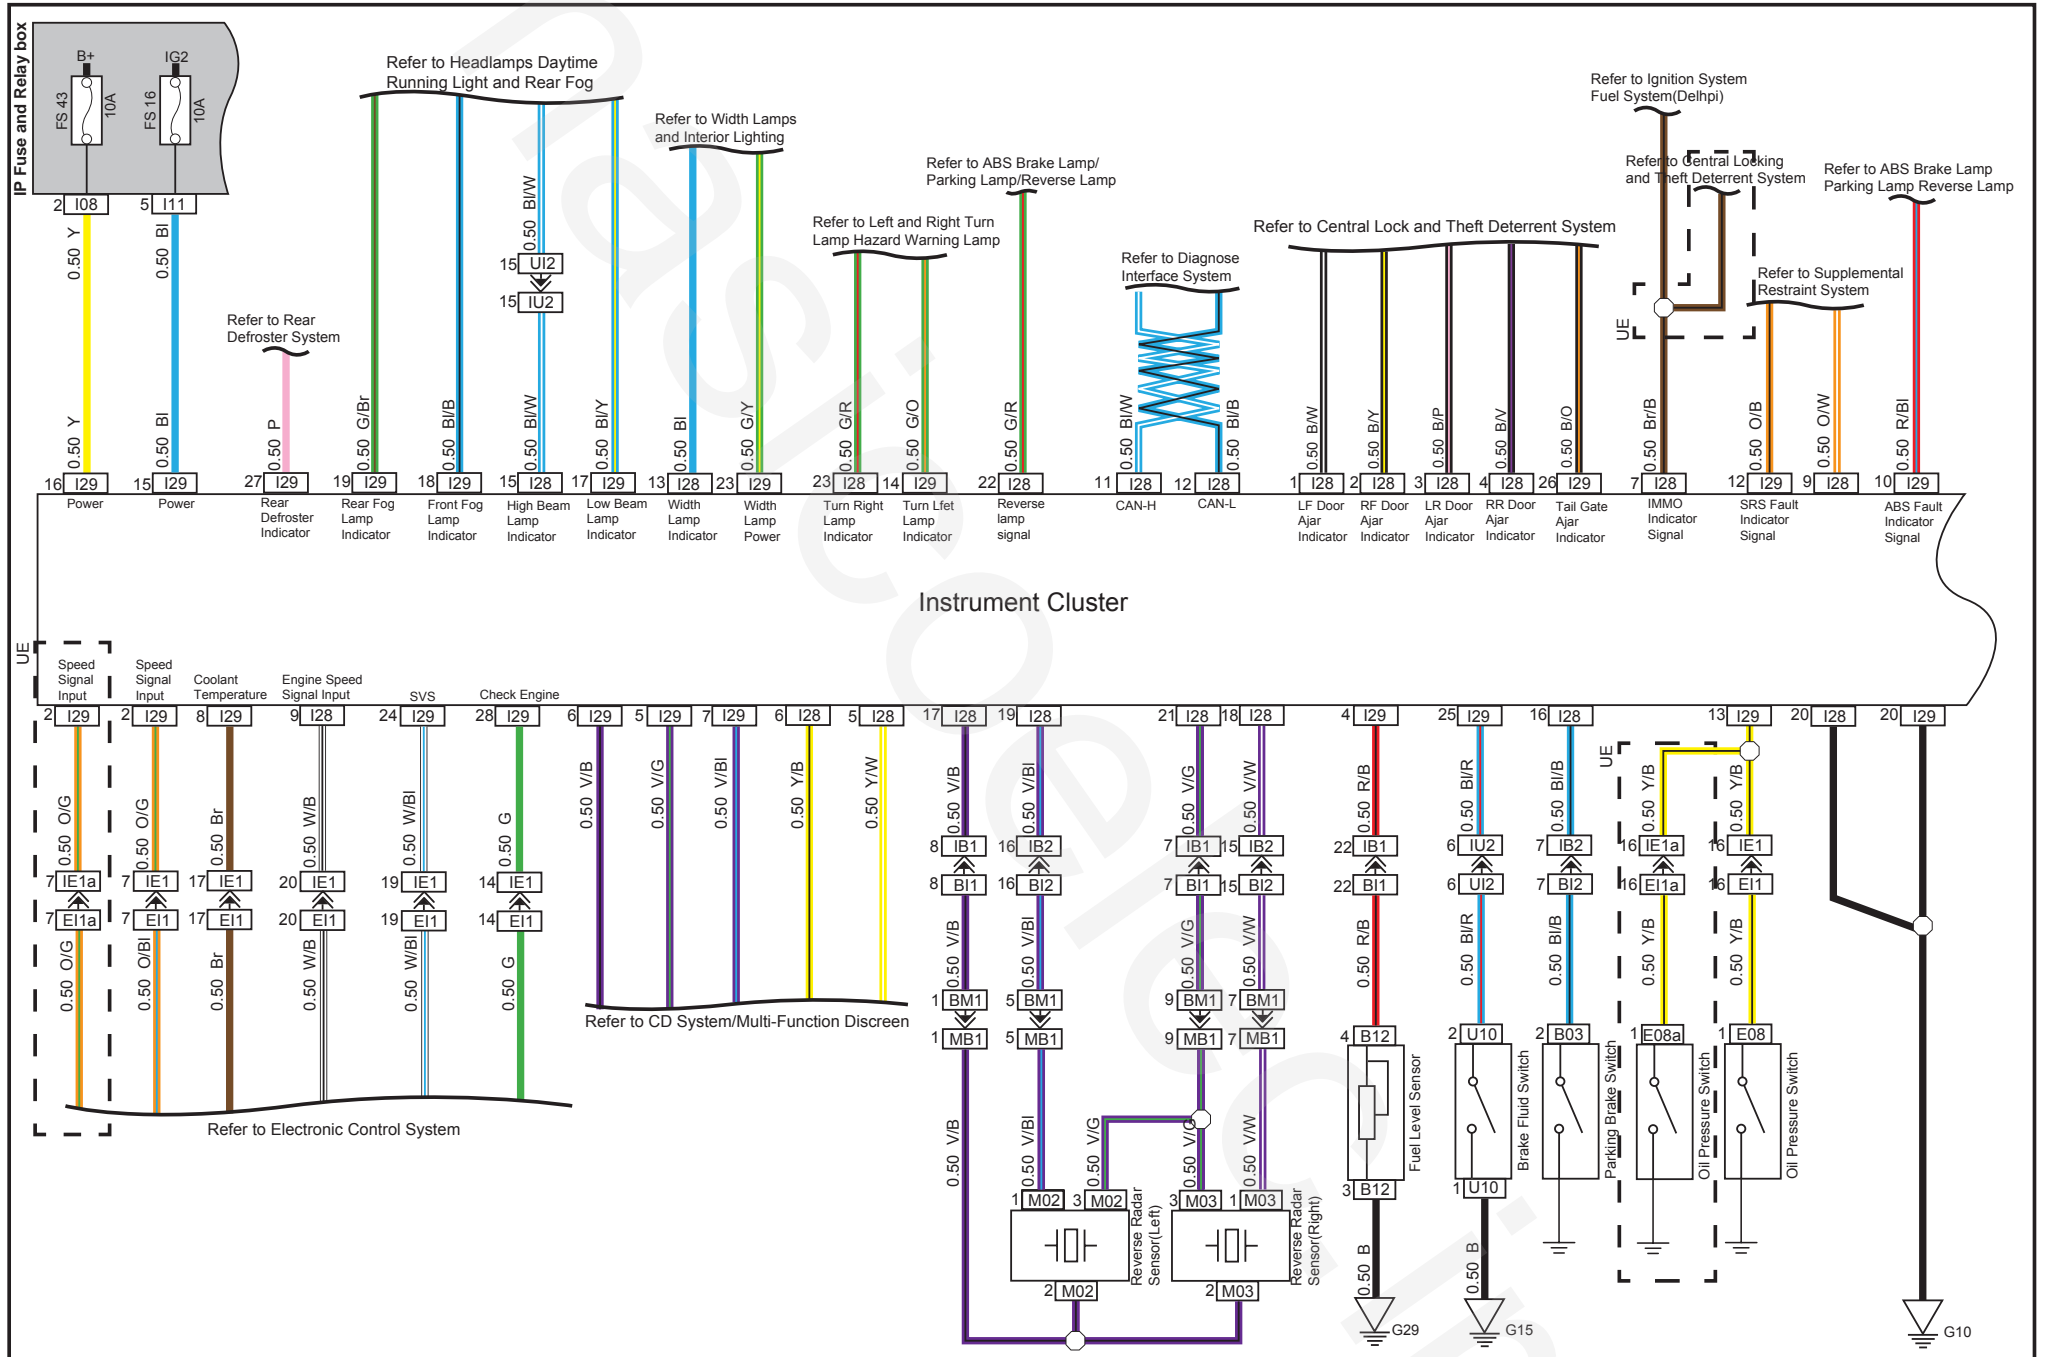 IP Fuse and Relay box
B+
FS 43
10A
IG2
FS 16
10A
2 I08
5 I11
0.50 Y
0.50 Bl
0.50 Y
0.50 Bl
Refer to Rear
Defroster System
0.50 P
Refer to Headlamps Daytime
Running Light and Rear Fog
0.50 G/Br
0.50 Bl/B
0.50 Bl/W
15 UI2
15 IU2
0.50 Bl/W
0.50 Bl/Y
Refer to Width Lamps
and Interior Lighting
0.50 Bl
0.50 G/Y
Refer to Left and Right Turn
Lamp Hazard Warning Lamp
0.50 G/R
0.50 G/O
Refer to ABS Brake Lamp/
Parking Lamp/Reverse Lamp
0.50 G/R
Refer to Diagnose
Interface System
0.50 Bl/W
0.50 Bl/B
Refer to Central Lock and Theft Deterrent System
0.50 B/W
0.50 B/Y
0.50 B/P
0.50 B/V
0.50 B/O
Refer to Ignition System
Fuel System(Delhpi)
Refer to Central Locking
and Theft Deterrent System
UE
0.50 Br/B
Refer to Supplemental
Restraint System
0.50 O/B
0.50 O/W
Refer to ABS Brake Lamp
Parking Lamp Reverse Lamp
0.50 R/Bl
16 I29
15 I29
27 I29
19 I29
18 I29
15 I28
17 I29
13 I28
23 I29
23 I28
14 I29
22 I28
11 I28
12 I28
1 I28
2 I28
3 I28
4 I28
26 I29
7 I28
12 I29
9 I28
10 I29
Power
Power
Rear
Defroster
Indicator
Rear Fog
Lamp
Indicator
Front Fog
Lamp
Indicator
High Beam
Lamp
Indicator
Low Beam
Lamp
Indicator
Width
Lamp
Indicator
Width
Lamp
Power
Turn Right
Lamp
Indicator
Turn Lfet
Lamp
Indicator
Reverse
lamp
signal
CAN-H
CAN-L
LF Door
Ajar
Indicator
RF Door
Ajar
Indicator
LR Door
Ajar
Indicator
RR Door
Ajar
Indicator
Tail Gate
Ajar
Indicator
IMMO
Indicator
Signal
SRS Fault
Indicator
Signal
ABS Fault
Indicator
Signal
Instrument Cluster
UE
Speed
Signal
Input
Speed
Signal
Input
Coolant
Temperature
Engine Speed
Signal Input
SVS
Check Engine
2 I29
2 I29
8 I29
9 I28
24 I29
28 I29
6 I29
5 I29
7 I29
6 I28
5 I28
17 I28
19 I28
21 I28
18 I28
4 I29
25 I29
16 I28
13 I29
20 I28
20 I29
0.50 O/G
0.50 O/G
0.50 Br
0.50 W/B
0.50 W/Bl
0.50 G
0.50 V/B
0.50 V/G
0.50 V/Bl
0.50 Y/B
0.50 Y/W
0.50 V/B
0.50 V/Bl
0.50 V/G
0.50 V/W
0.50 R/B
0.50 Bl/R
0.50 Bl/B
UE
0.50 Y/B
0.50 Y/B
8 IB1
16 IB2
7 IB1
15 IB2
22 IB1
6 IU2
7 IB2
16 IE1a
16 IE1
7 IE1a
7 IE1
17 IE1
20 IE1
19 IE1
14 IE1
8 BI1
16 BI2
7 BI1
15 BI2
22 BI1
6 UI2
7 BI2
16 EI1a
16 EI1
7 EI1a
7 EI1
17 EI1
20 EI1
19 EI1
14 EI1
0.50 O/G
0.50 O/Bl
0.50 Br
0.50 W/B
0.50 W/Bl
0.50 G
0.50 V/B
0.50 V/Bl
0.50 V/G
0.50 V/W
0.50 R/B
0.50 Bl/R
0.50 Bl/B
0.50 Y/B
0.50 Y/B
Refer to CD System/Multi-Function Discreen
1 BM1
5 BM1
9 BM1
7 BM1
1 MB1
5 MB1
9 MB1
7 MB1
4 B12
2 U10
2 B03
1 E08a
1 E08
Fuel Level Sensor
Brake Fluid Switch
Parking Brake Switch
Oil Pressure Switch
Oil Pressure Switch
Refer to Electronic Control System
0.50 V/B
0.50 V/Bl
0.50 V/G
0.50 V/G
0.50 V/W
1 M02
3 M02
3 M03
1 M03
3 B12
1 U10
Reverse Radar
Sensor(Left)
Reverse Radar
Sensor(Right)
2 M02
2 M03
0.50 B
0.50 B
G29
G15
G10